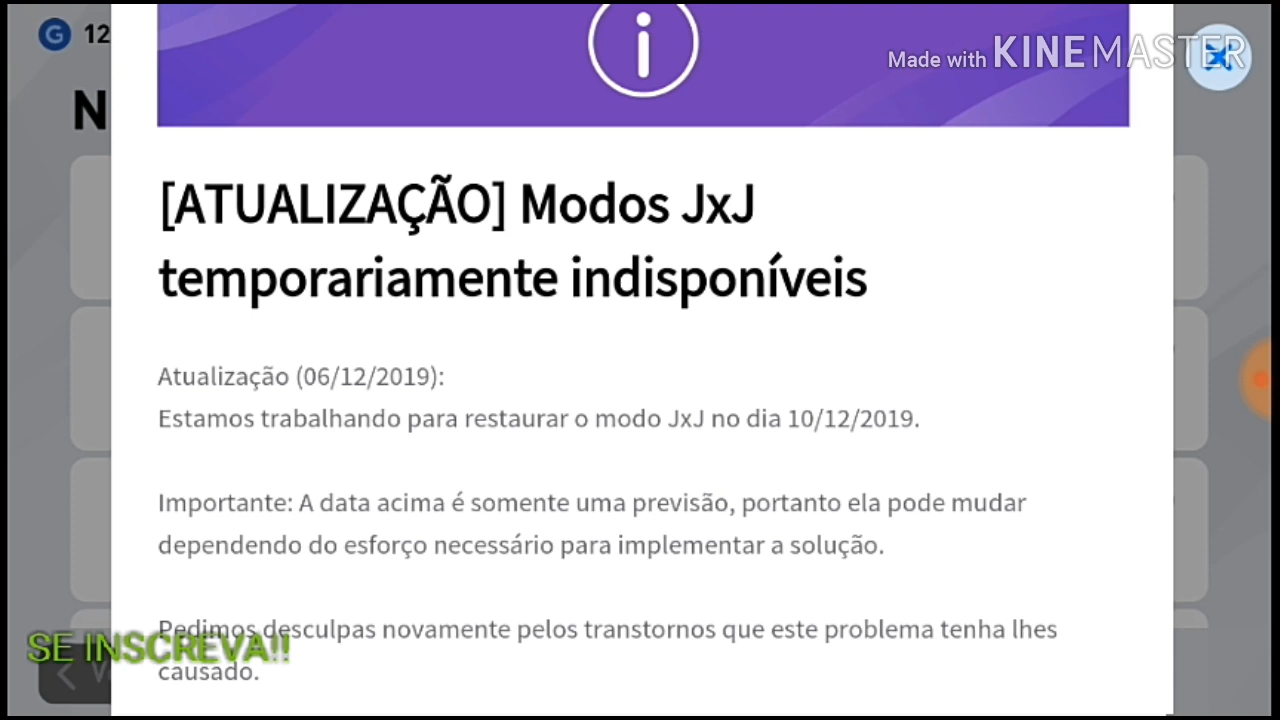 G 12
Made with KINEMASTER
N
[ATUALIZAÇÃO] Modos JxJ
temporariamente indisponíveis
Atualização (06/12/2019):
Estamos trabalhando para restaurar o modo JxJ no dia 10/12/2019.
Importante: A data acima é somente uma previsão, portanto ela pode mudar
dependendo do esforço necessário para implementar a solução.
Pedimos desculpas novamente pelos transtornos que este problema tenha lhes
SE INSCREVA!!
causado.